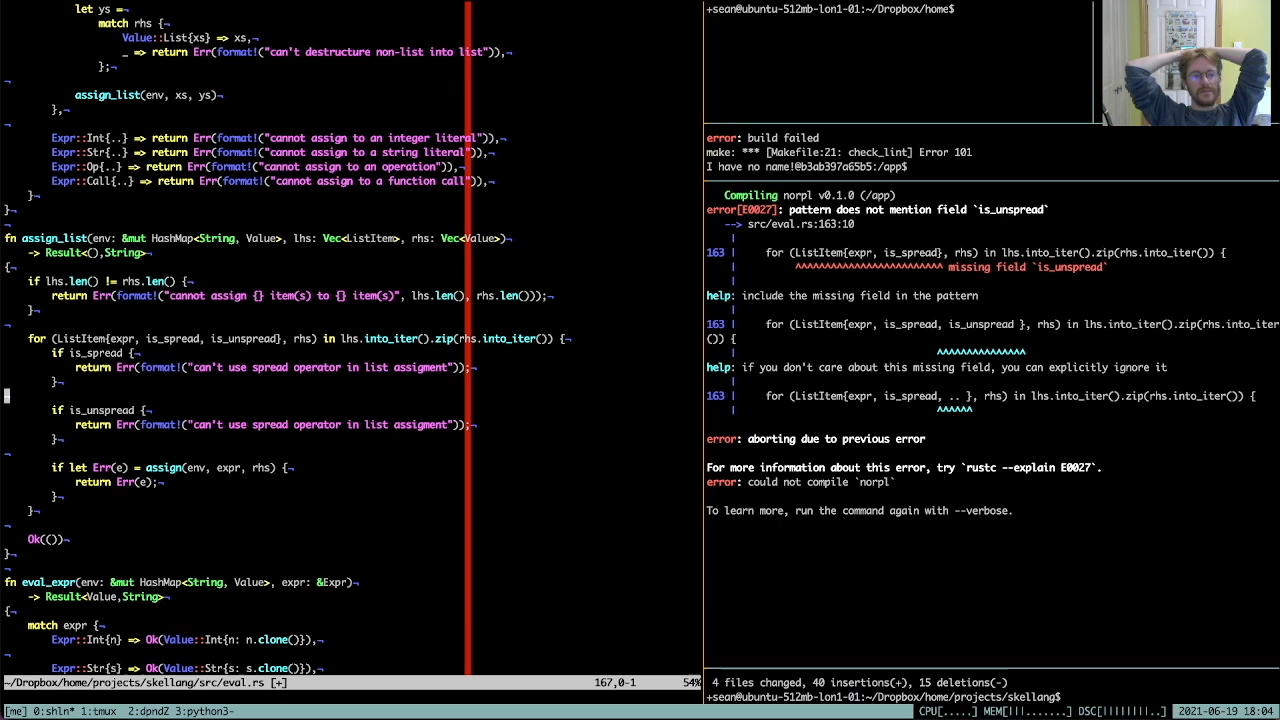 let ys =¬
match rhs {¬
Value::List{xs} => xs,¬
_ => return Err(format!("can't destructure non-list into list")),¬
};¬
¬
assign_list(env, xs, ys)¬
},¬
¬
Expr::Int{..} => return Err(format!("cannot assign to an integer literal")),¬
Expr::Str{..} => return Err(format!("cannot assign to a string literal")),¬
Expr::Op{..} => return Err(format!("cannot assign to an operation")),¬
Expr::Call{..} => return Err(format!("cannot assign to a function call")),¬
}¬
}¬
¬
fn assign_list(env: &mut HashMap<String, Value>, lhs: Vec<ListItem>, rhs: Vec<Value>)¬
-> Result<(),String>¬
{¬
if lhs.len() != rhs.len() {¬
return Err(format!("cannot assign {} item(s) to {} item(s)", lhs.len(), rhs.len()));¬
}¬
¬
for (ListItem{expr, is_spread, is_unspread}, rhs) in lhs.into_iter().zip(rhs.into_iter()) {¬
if is_spread {¬
return Err(format!("can't use spread operator in list assigment"));¬
}¬
¬
if is_unspread {¬
return Err(format!("can't use spread operator in list assigment"));¬
}¬
¬
if let Err(e) = assign(env, expr, rhs) {¬
return Err(e);¬
}¬
}¬
¬
Ok(())¬
}¬
¬
fn eval_expr(env: &mut HashMap<String, Value>, expr: &Expr)¬
-> Result<Value,String>¬
{¬
match expr {¬
Expr::Int{n} => Ok(Value::Int{n: n.clone()}),¬
¬
Expr::Str{s} => Ok(Value::Str{s: s.clone()}),¬
~/Dropbox/home/projects/skellang/src/eval.rs [+] 167,0-1 54%
+sean@ubuntu-512mb-lon1-01:~/Dropbox/home$
error: build failed
make: *** [Makefile:21: check_lint] Error 101
I have no name!@b3ab397a65b5:/app$
Compiling norpl v0.1.0 (/app)
error[E0027]: pattern does not mention field `is_unspread`
--> src/eval.rs:163:10
|
163 | for (ListItem{expr, is_spread}, rhs) in lhs.into_iter().zip(rhs.into_iter()) {
| ^^^^^^^^^^^^^^^^^^^^^^^^^ missing field `is_unspread`
|
help: include the missing field in the pattern
|
163 | for (ListItem{expr, is_spread, is_unspread }, rhs) in lhs.into_iter().zip(rhs.into_iter
()) {
| ^^^^^^^^^^^^^^^
help: if you don't care about this missing field, you can explicitly ignore it
|
163 | for (ListItem{expr, is_spread, .. }, rhs) in lhs.into_iter().zip(rhs.into_iter()) {
| ^^^^^^
error: aborting due to previous error
For more information about this error, try `rustc --explain E0027`.
error: could not compile `norpl`
To learn more, run the command again with --verbose.
4 files changed, 40 insertions(+), 15 deletions(-)
+sean@ubuntu-512mb-lon1-01:~/Dropbox/home/projects/skellang$
[me] 0:shln* 1:tmux 2:dpndZ 3:python3- CPU[.....] MEM[|||.......] DSC[||||||||..] 2021-06-19 18:04